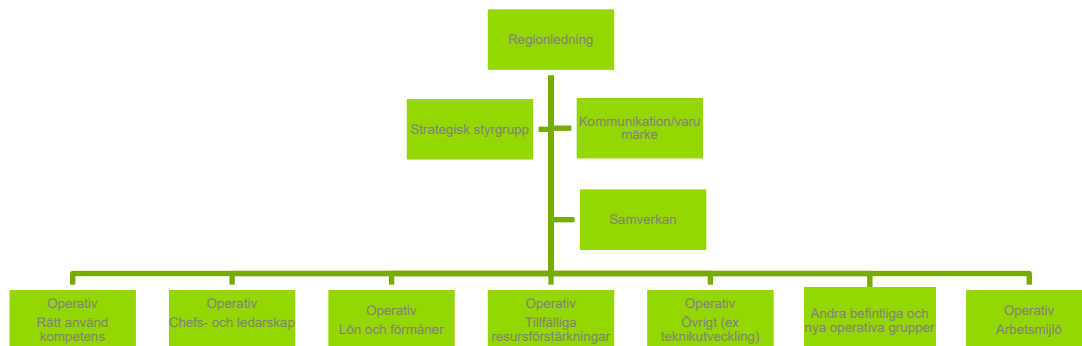 Regionledning
Strategisk styrgrupp
Kommunikation/varu
märke
Samverkan
Operativ
Rätt använd
kompetens
Operativ
Chefs- och ledarskap
Operativ
Lön och förmåner
Operativ
Tillfälliga
resursförstärkningar
Operativ
Övrigt (ex
teknikutveckling)
Andra befintliga och
nya operativa grupper
Operativ
Arbetsmijlö